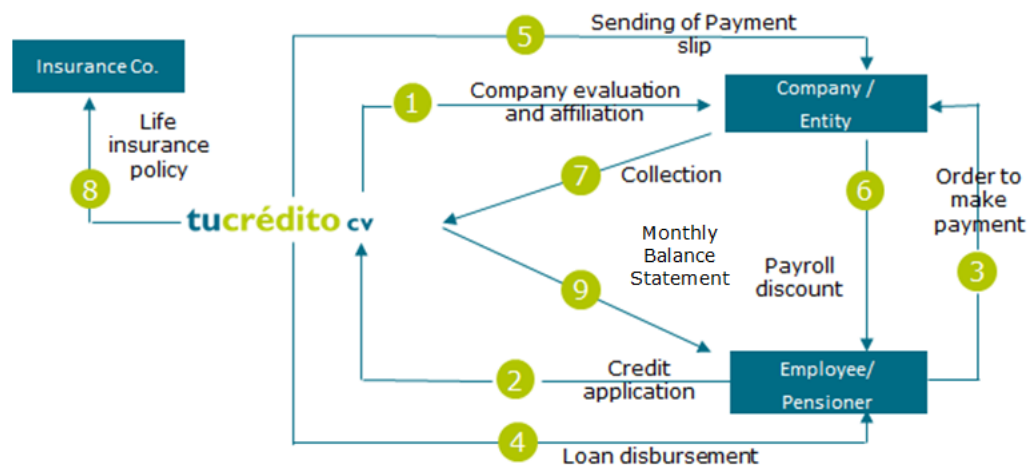 5
Sending of Payment
slip
Insurance Co.
1
Company evaluation
and affiliation
Company /
Entity
Life
insurance
policy
8
7
Collection
6
Order to
make
payment
tucrédito cv
Monthly
Balance
Statement
9
Payroll
discount
3
2
Credit
application
Employee/
Pensioner
4
Loan disbursement